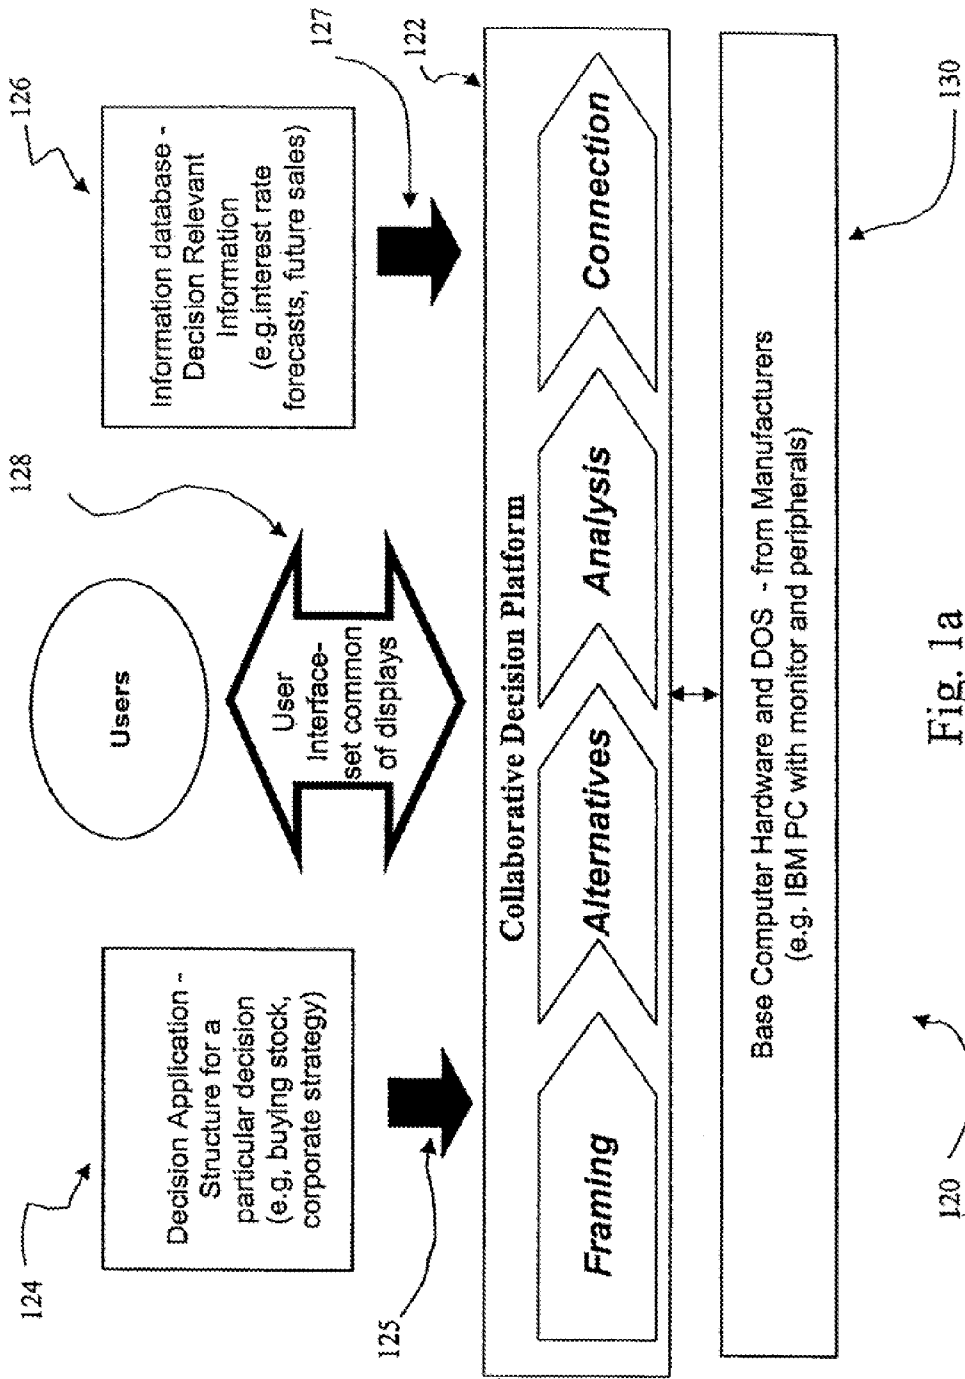 124
Decision Application -
Structure for a
particular decision
(e.g, buying stock,
corporate strategy)
125
Users
128
User
Interface-
set common
of displays
126
Information database -
Decision Relevant
Information
(e.g.interest rate
forecasts, future sales)
127
122
Collaborative Decision Platform
Framing
Alternatives
Analysis
Connection
Base Computer Hardware and DOS - from Manufacturers
(e.g. IBM PC with monitor and peripherals)
130
120
Fig. 1a